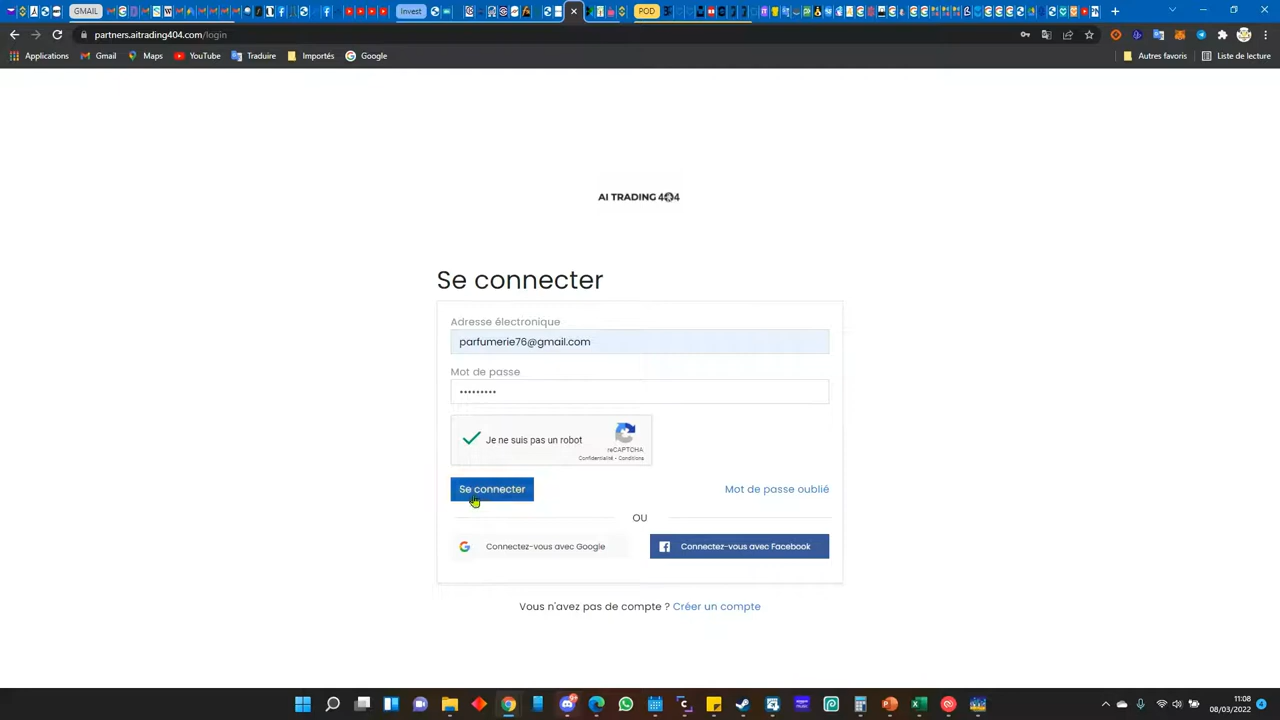 GMAIL
Invest
POD
partners.aitrading404.com/login
Applications
Gmail
Maps
YouTube
Traduire
Importés
Google
Autres favoris
Liste de lecture
AI TRADING 404
Se connecter
Adresse électronique
parfumerie76@gmail.com
Mot de passe
•••••••••
Je ne suis pas un robot
reCAPTCHA
Confidentialité - Conditions
Se connecter
Mot de passe oublié
OU
Connectez-vous avec Google
Connectez-vous avec Facebook
Vous n'avez pas de compte ? Créer un compte
11:08
08/03/2022